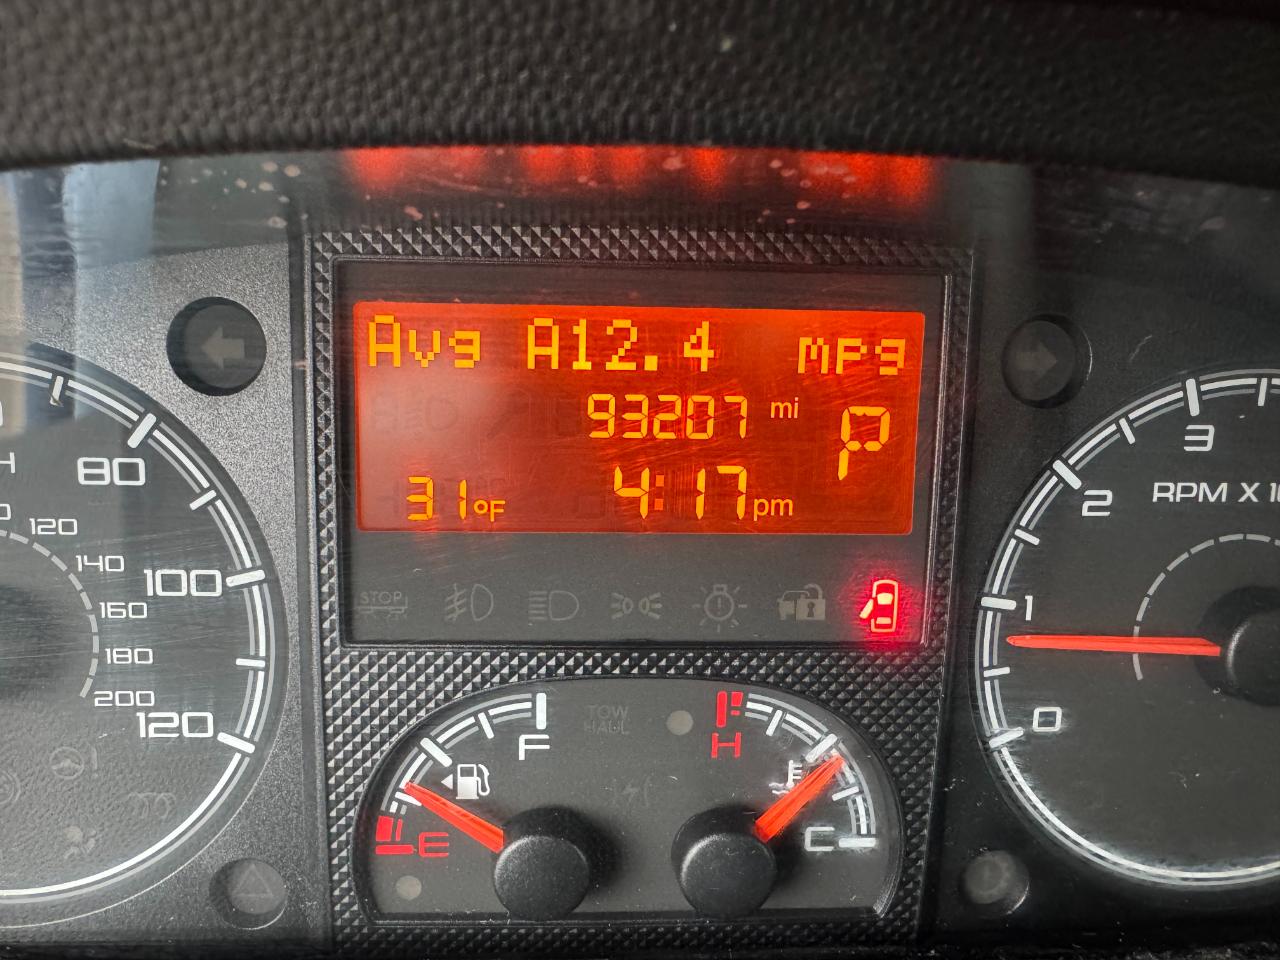 Avg A12.4 mpg
93207 mi
P
31°F 4:17 pm
STOP
80
100
120
120
140
160
180
200
3
2
1
0
RPM X 1
F
E
TOW
HAUL
H
C